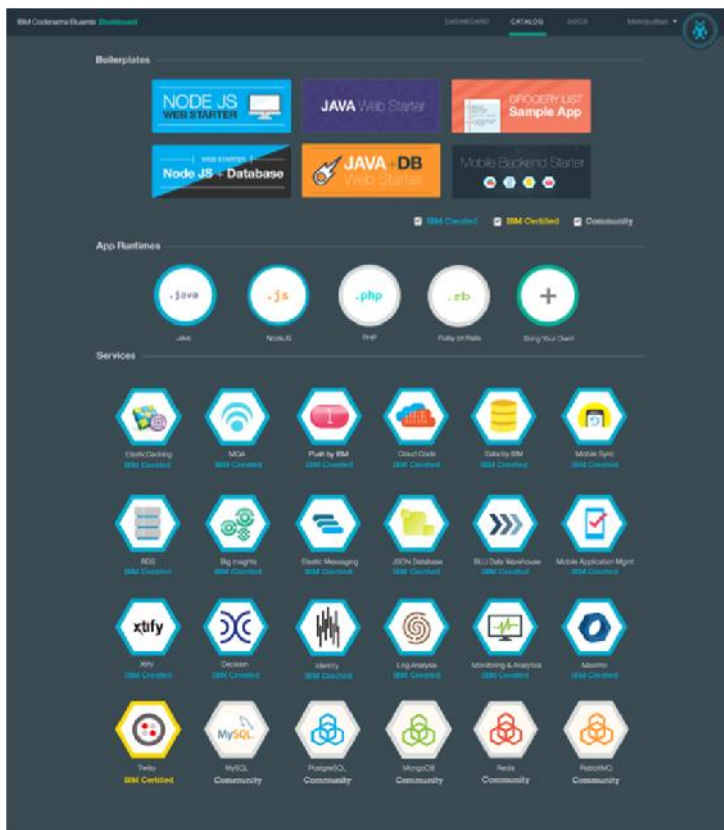 IBM Codename Bluemix Dashboard
DASHBOARD CATALOG DOCS Metropolitan
Boilerplates
NODE JS
WEB STARTER
JAVA Web Starter
GROCERY LIST
Sample App
WEB STARTER
Node JS + Database
JAVA+DB
Web Starter
Mobile Backend Starter
IBM Created IBM Certified Community
App Runtimes
.java .js .php .rb +
Java NodeJS PHP Ruby on Rails Bring Your Own!
Services
1
ElasticCaching MQA Push by IBM Cloud Code Data by IBM Mobile Sync
IBM Created IBM Created IBM Created IBM Created IBM Created IBM Created
RDS Big Insights Elastic Messaging JSON Database BLU Data Warehouse Mobile Application Mgmt
IBM Created IBM Created IBM Created IBM Created IBM Created IBM Created
xtify
Xtify Decision Identity Log Analysis Monitoring & Analytics Maximo
IBM Created IBM Created IBM Created IBM Created IBM Created IBM Created
MySQL
Twilio MySQL PostgreSQL MongoDB Redis RabbitMQ
IBM Certified Community Community Community Community Community